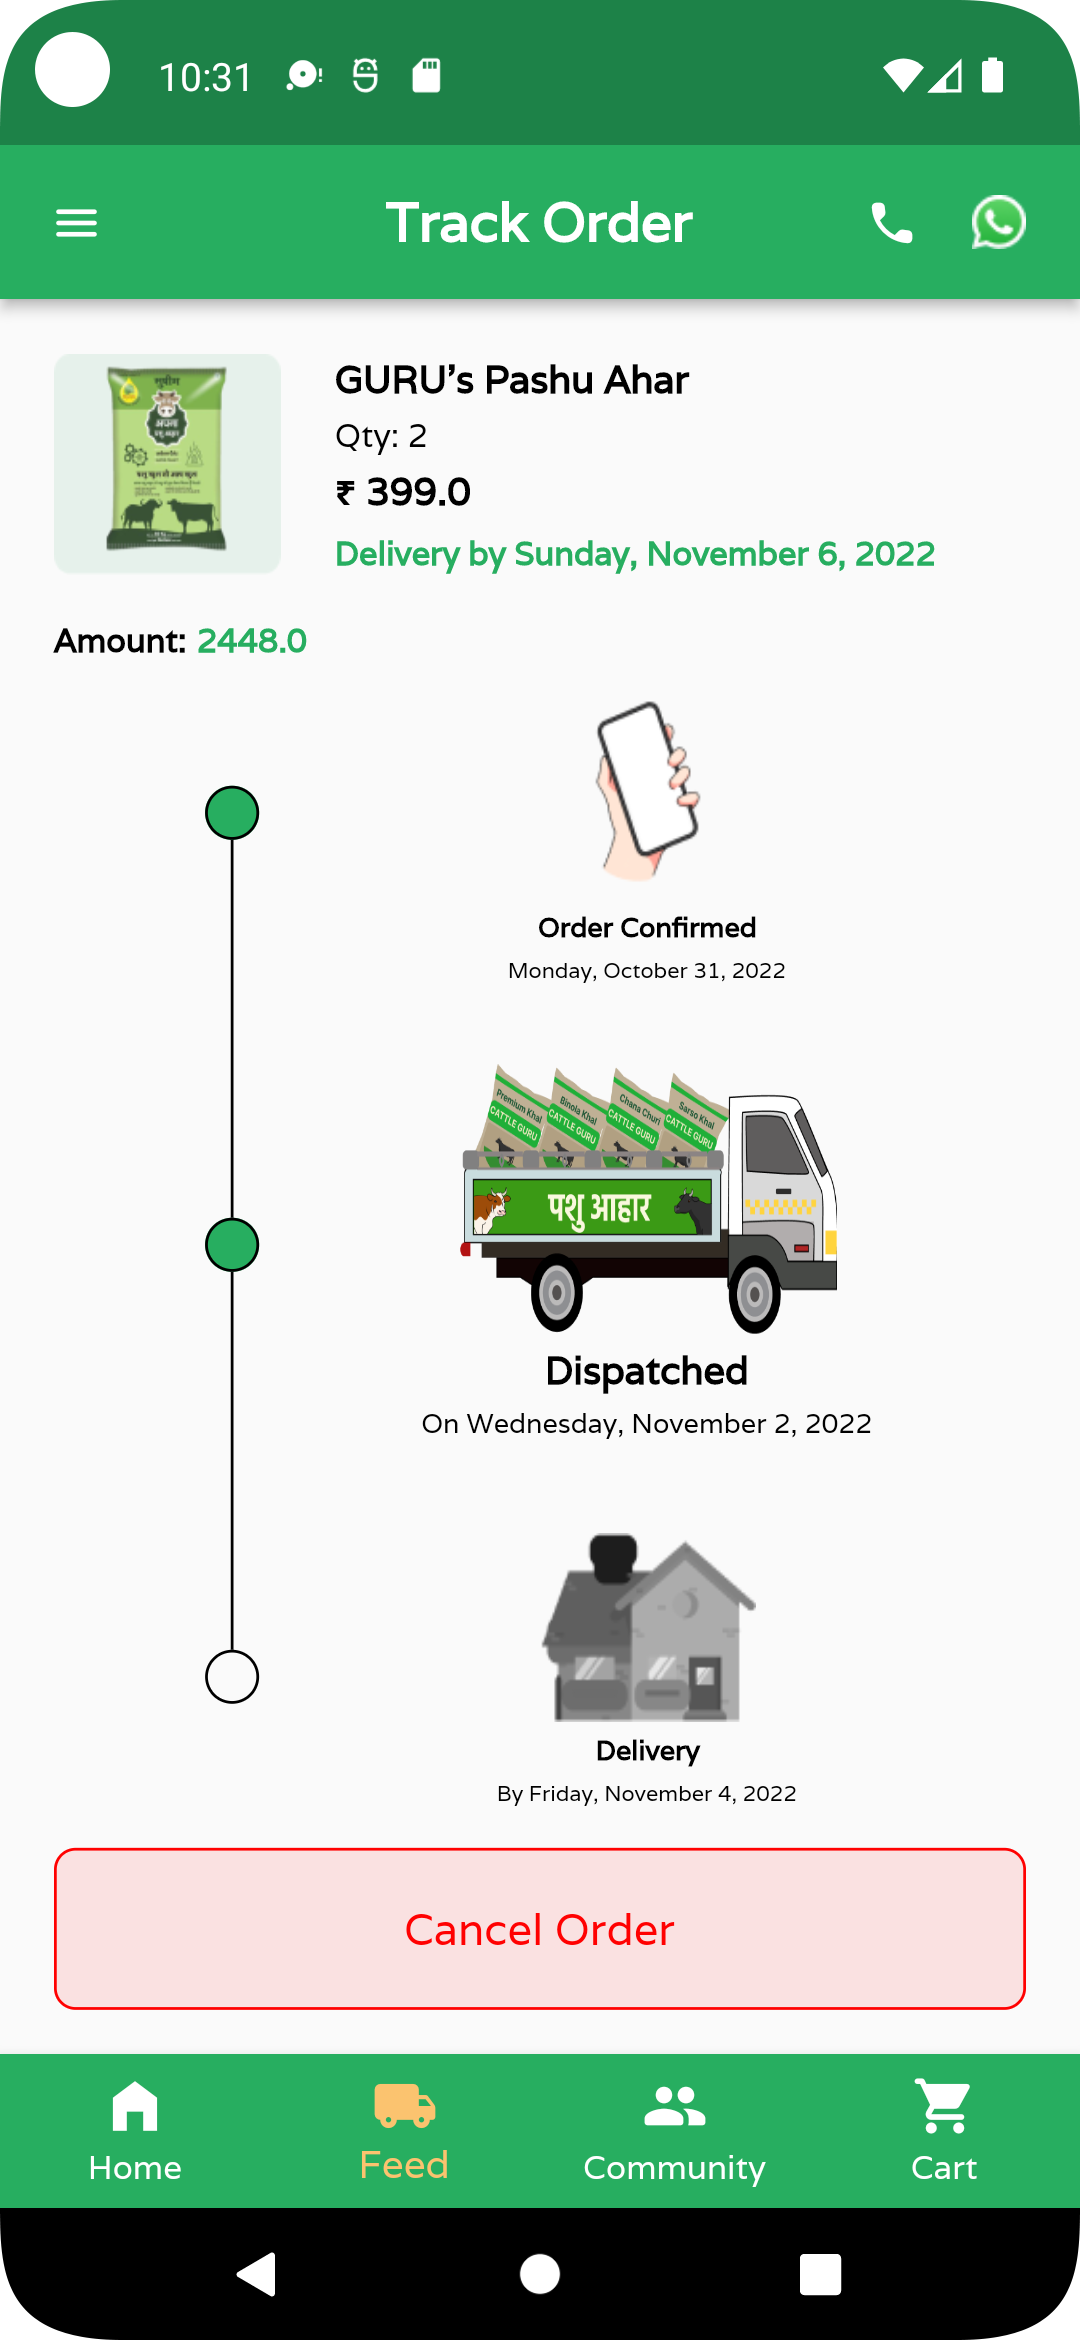 10:31
Track Order
सुग्रीम
अपना
पशु आहार
GURU's Pashu Ahar
Qty: 2
₹ 399.0
Delivery by Sunday, November 6, 2022
Amount: 2448.0
Order Confirmed
Monday, October 31, 2022
Premium Khal
CATTLE GURU
Binola Khal
CATTLE GURU
Chana Churi
CATTLE GURU
Sarso Khal
CATTLE GURU
पशु आहार
Dispatched
On Wednesday, November 2, 2022
Delivery
By Friday, November 4, 2022
Cancel Order
Home
Feed
Community
Cart